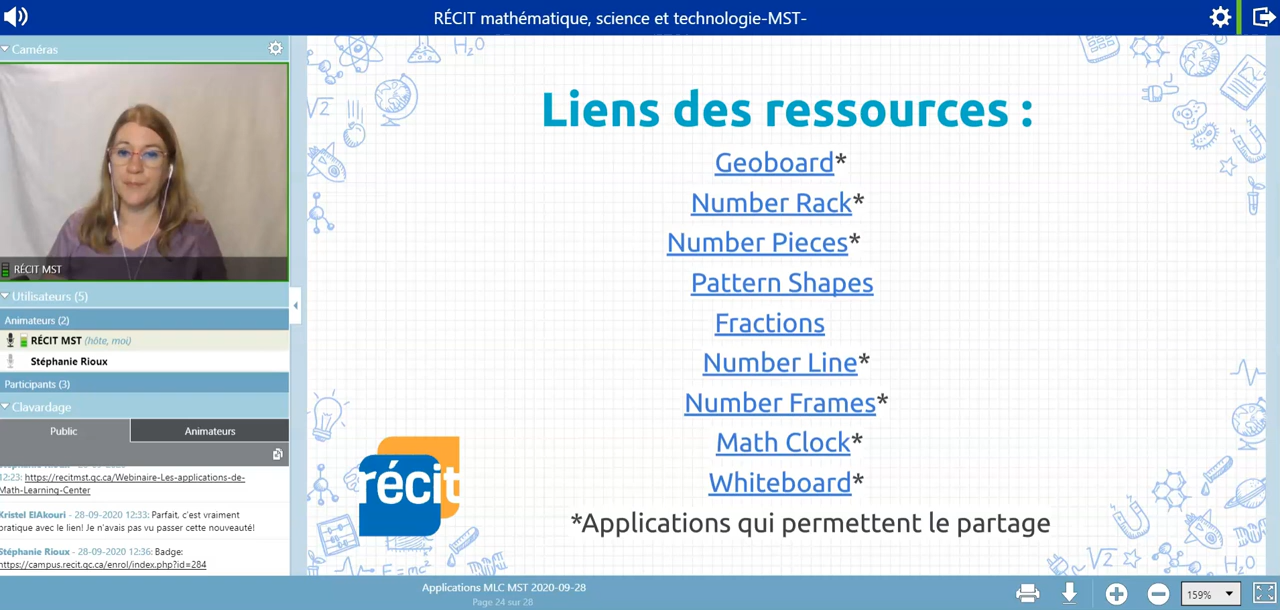 RÉCIT mathématique, science et technologie-MST-
Caméras
RÉCIT MST
Utilisateurs (5)
Animateurs (2)
RÉCIT MST (hôte, moi)
Stéphanie Rioux
Participants (3)
Clavardage
Public
Animateurs
12:23: https://recitmst.qc.ca/Webinaire-Les-applications-de-
Math-Learning-Center
Kristel ElAkouri - 28-09-2020 12:33: Parfait, c'est vraiment
pratique avec le lien! Je n'avais pas vu passer cette nouveauté!
Stéphanie Rioux - 28-09-2020 12:36: Badge:
https://campus.recit.qc.ca/enrol/index.php?id=284
Liens des ressources :
Geoboard*
Number Rack*
Number Pieces*
Pattern Shapes
Fractions
Number Line*
Number Frames*
Math Clock*
Whiteboard*
*Applications qui permettent le partage
récit
H₂O
√2
E=mc²
√2
H₂O
Applications MLC MST 2020-09-28
Page 24 sur 28
159%